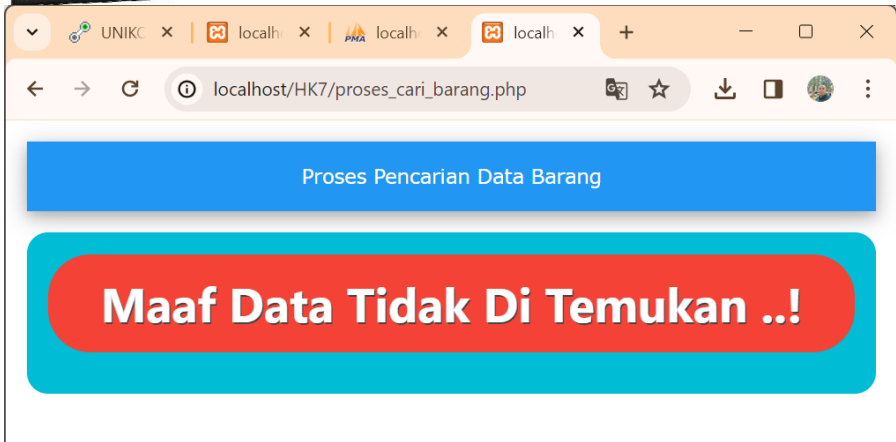 UNIKC
localh
localh
localh
localhost/HK7/proses_cari_barang.php
Proses Pencarian Data Barang
Maaf Data Tidak Di Temukan ..!